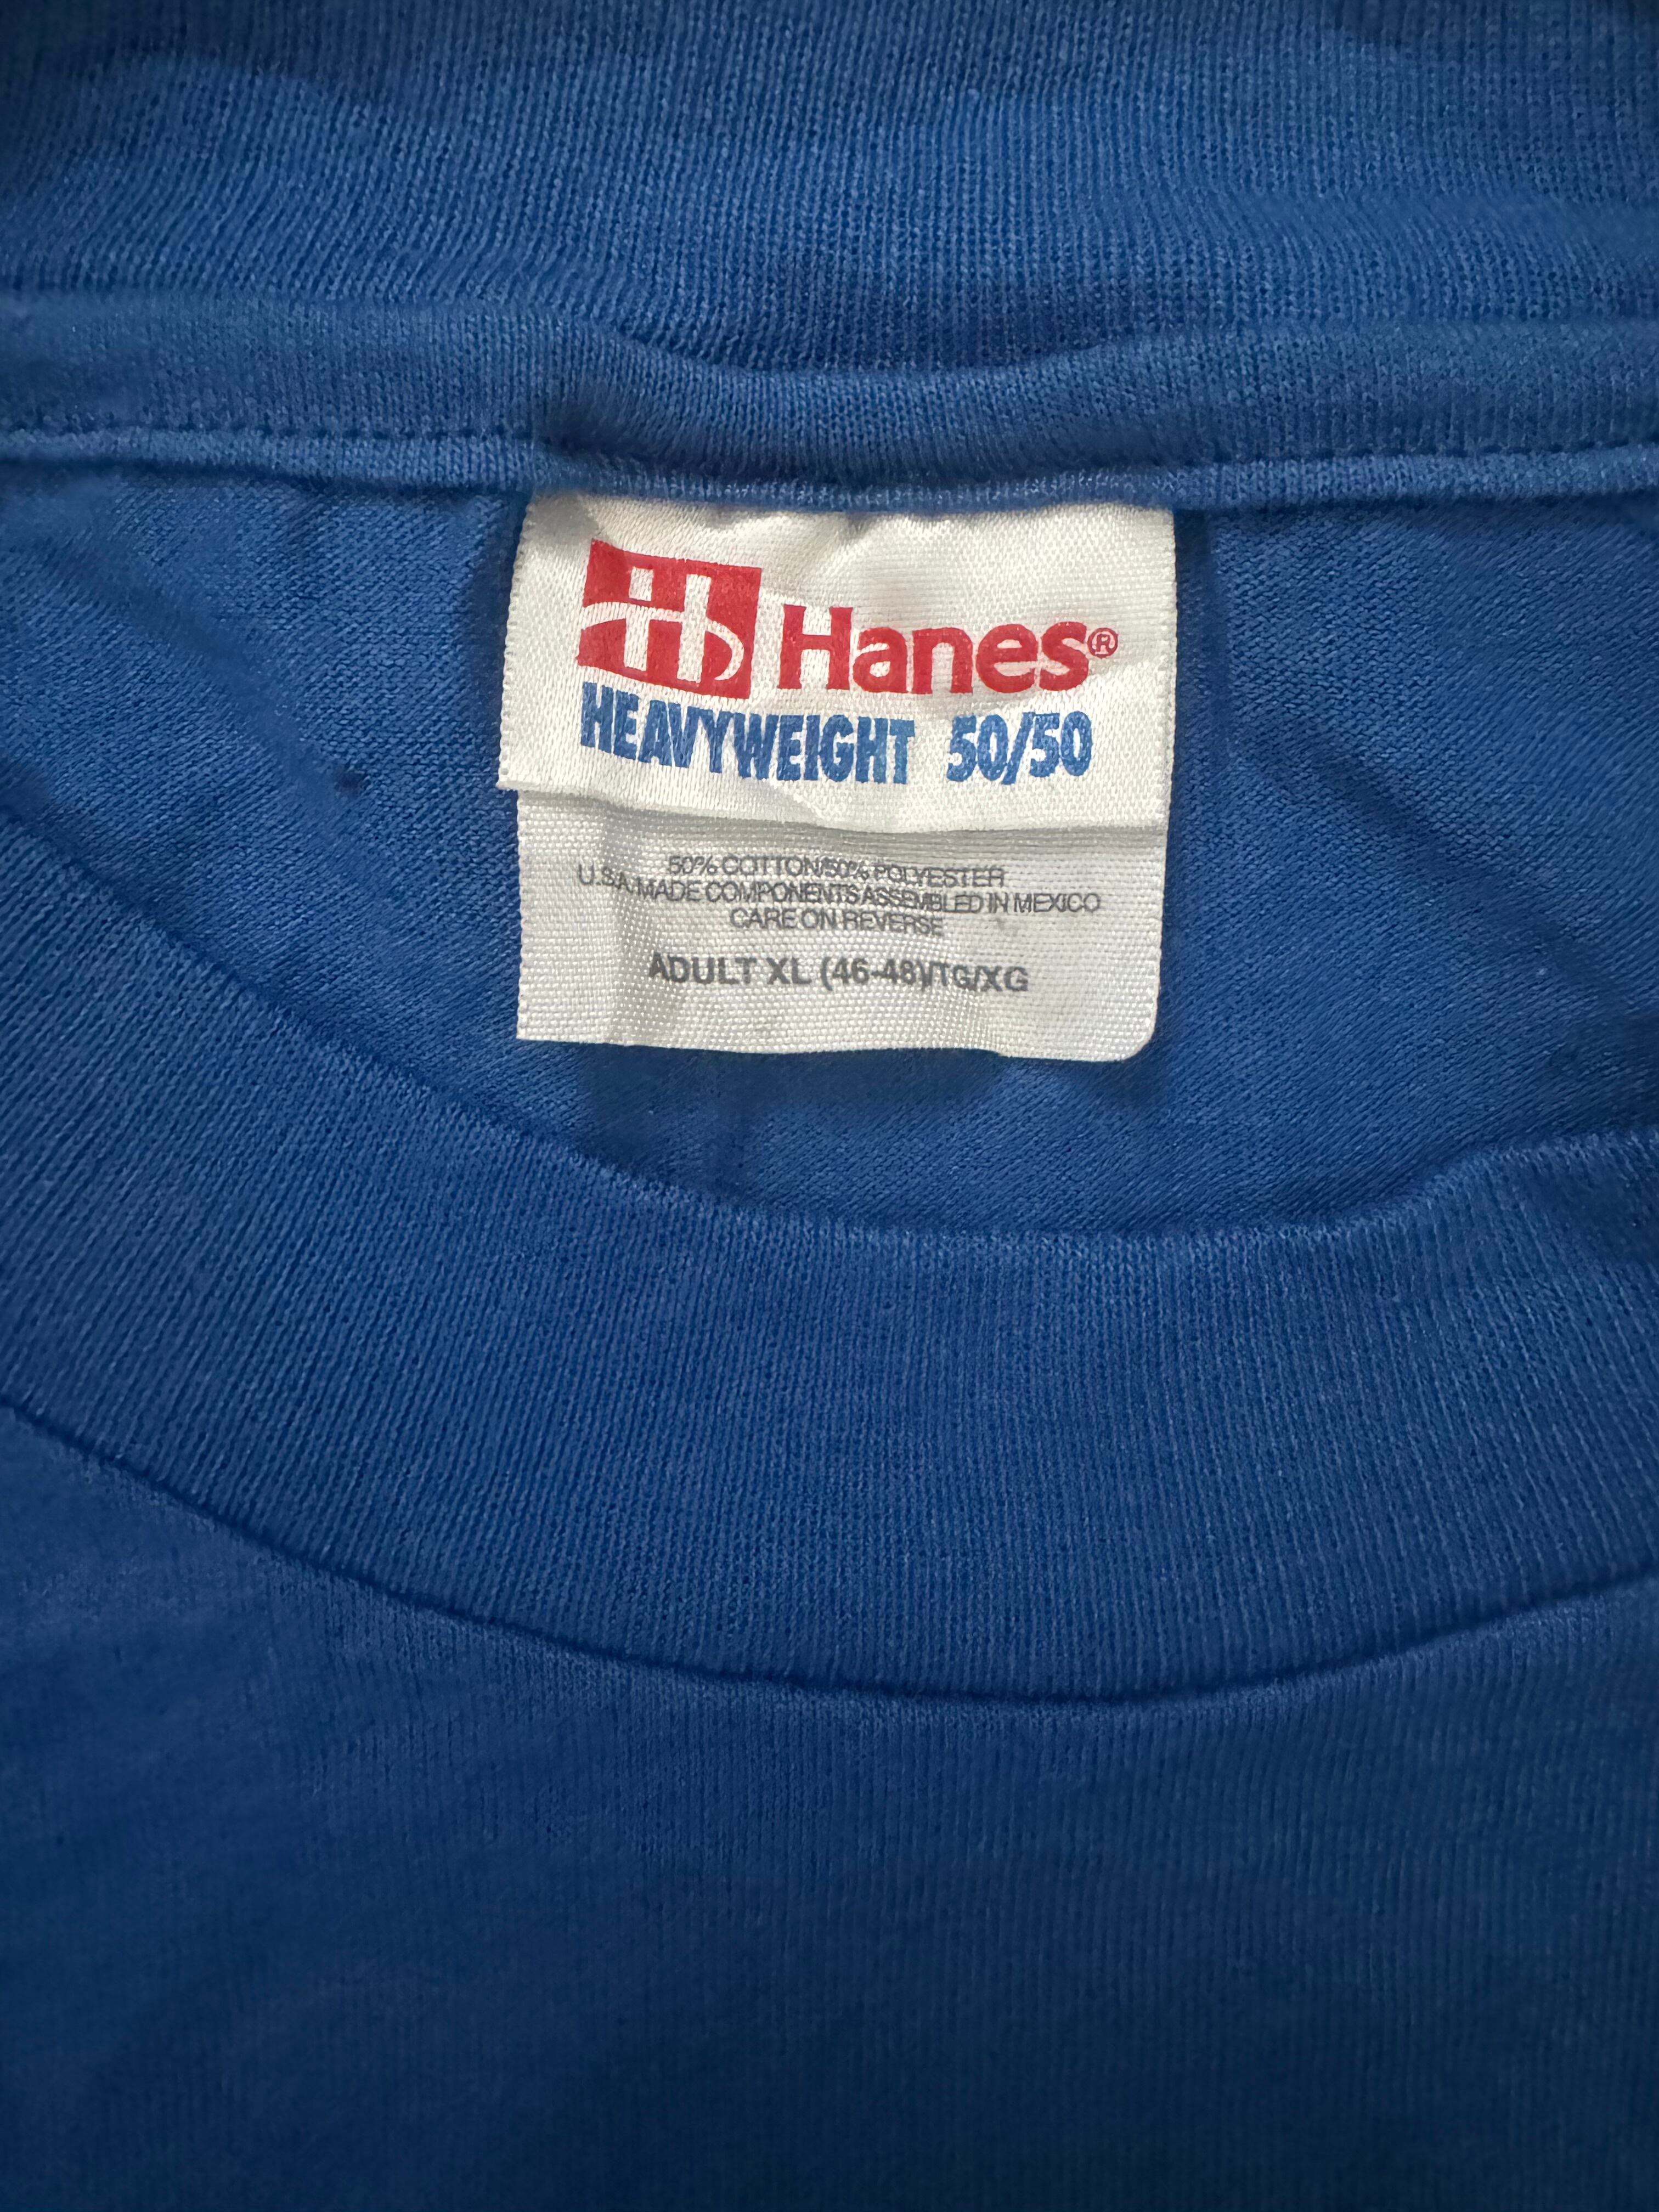 H Hanes®
HEAVYWEIGHT 50/50
50% COTTON/50% POLYESTER
U.S.A. MADE COMPONENTS ASSEMBLED IN MEXICO
CARE ON REVERSE
ADULT XL (46-48)/TG/XG